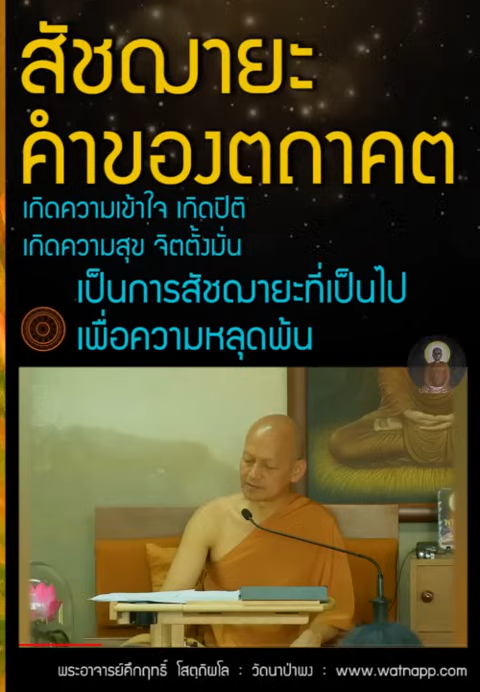 สัชฌายะ
คำของตถาคต
เกิดความเข้าใจ เกิดปิติ
เกิดความสุข จิตตั้งมั่น
เป็นการสัชฌายะที่เป็นไป
เพื่อความหลุดพ้น
พระอาจารย์คึกฤทธิ์ โสตฺถิผโล : วัดนาป่าพง : www.watnapp.com